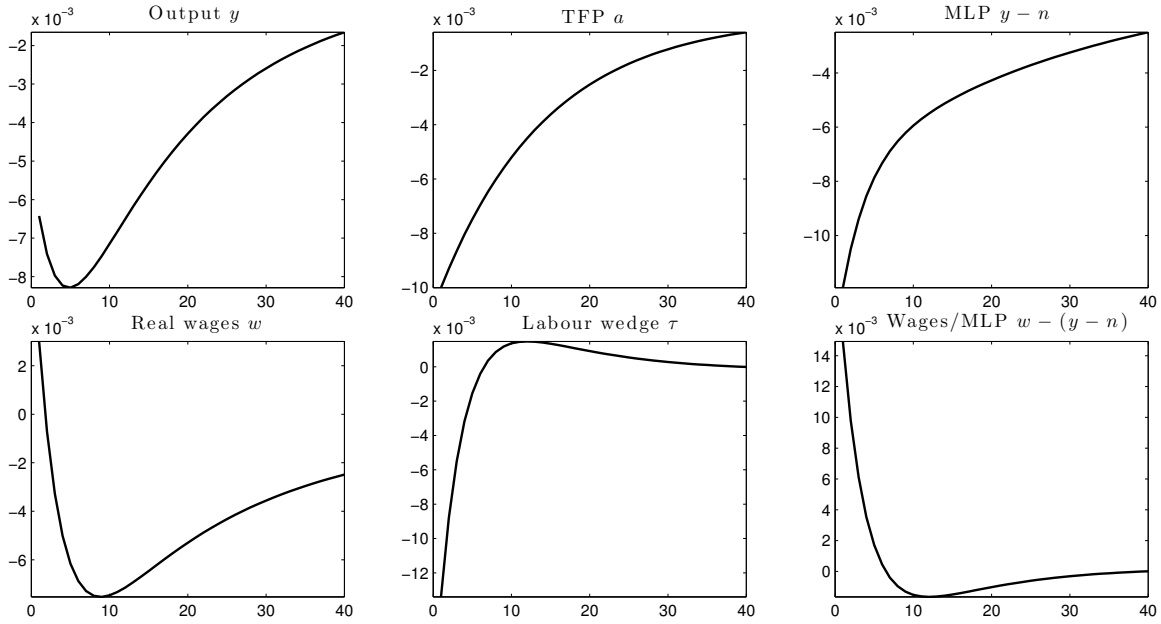 Output y
x 10⁻³
−2
−3
−4
−5
−6
−7
−8
0 10 20 30 40
TFP a
x 10⁻³
−2
−4
−6
−8
−10
0 10 20 30 40
MLP y − n
x 10⁻³
−4
−6
−8
−10
0 10 20 30 40
Real wages w
x 10⁻³
2
0
−2
−4
−6
0 10 20 30 40
Labour wedge τ
x 10⁻³
0
−2
−4
−6
−8
−10
−12
0 10 20 30 40
Wages/MLP w − (y − n)
x 10⁻³
14
12
10
8
6
4
2
0
0 10 20 30 40